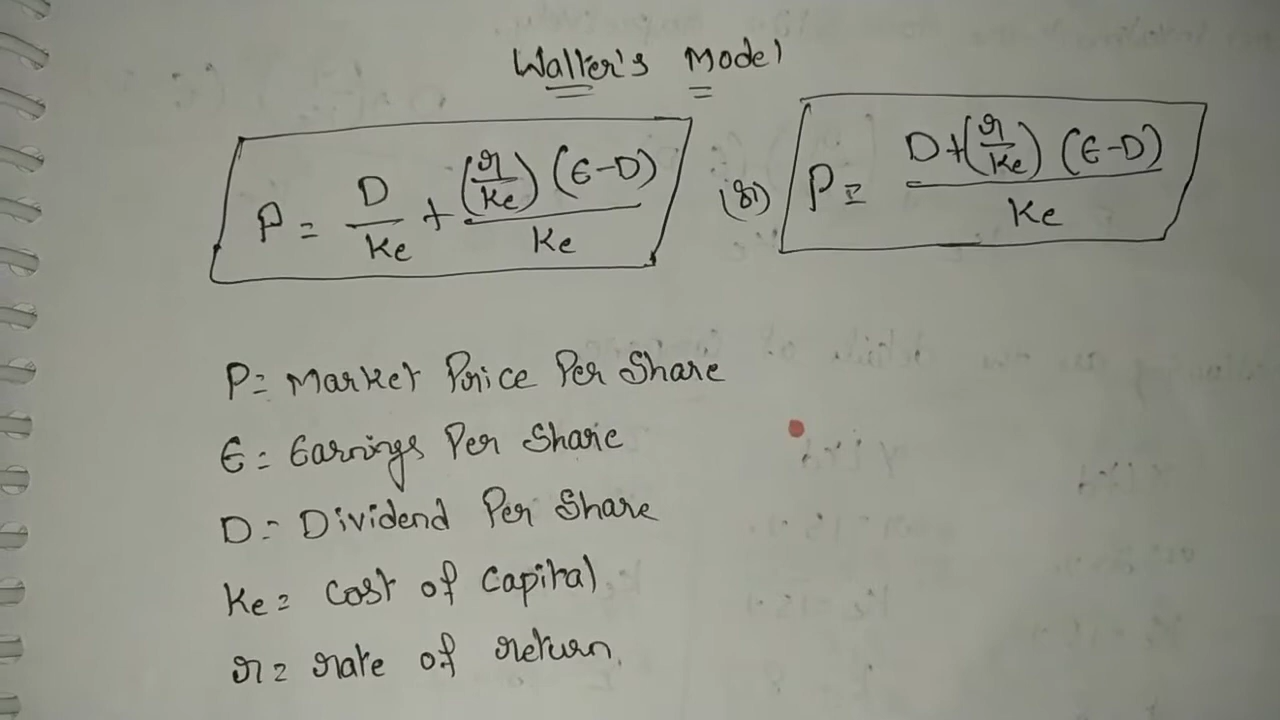 Walter's Model
P = D/Ke + (r/Ke) (E-D)/Ke (or) P = D+(r/Ke) (E-D)/Ke
P= Market Price Per Share
E= Earnings Per Share
D= Dividend Per Share
Ke= Cost of Capital
r= rate of return.